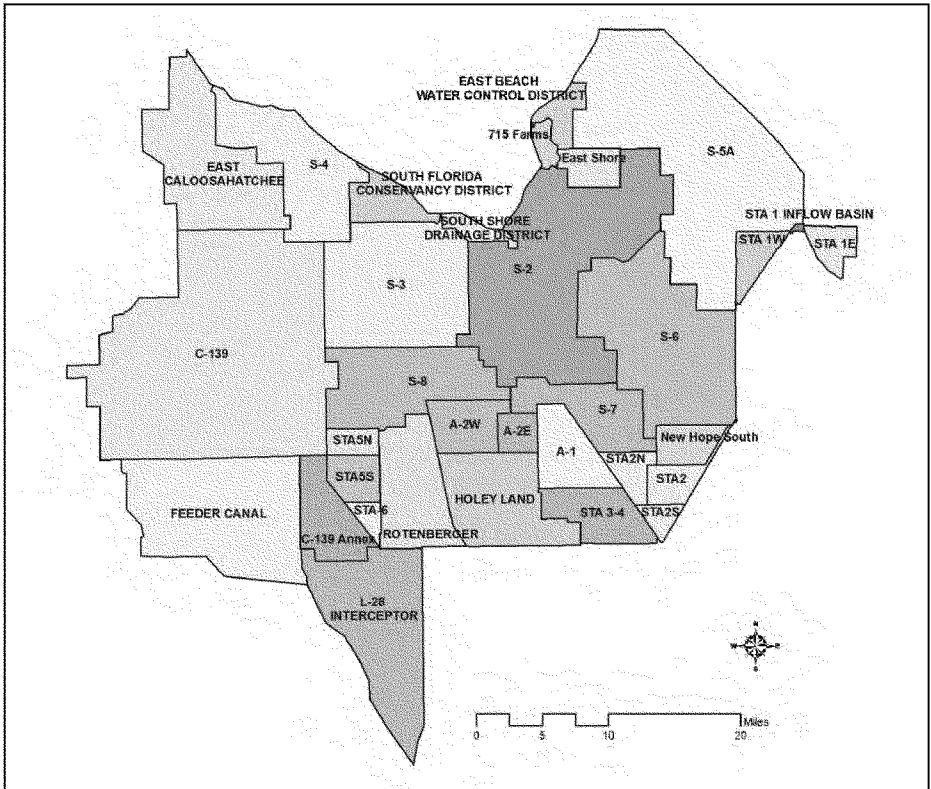 EAST BEACH
WATER CONTROL DISTRICT
715 Farms
East Shore
S-5A
S-4
EAST
CALOOSAHATCHEE
SOUTH FLORIDA
CONSERVANCY DISTRICT
SOUTH SHORE
DRAINAGE DISTRICT
STA 1 INFLOW BASIN
STA 1W
STA 1E
S-2
S-3
S-6
C-139
S-8
S-7
A-2W
A-2E
New Hope South
STA5N
A-1
STA2N
STA5S
STA2
HOLEY LAND
STA-6
FEEDER CANAL
STA 3-4
STA2S
ROTENBERGER
C-139 Annex
L-28
INTERCEPTOR
N
W
E
S
Miles
0
5
10
20